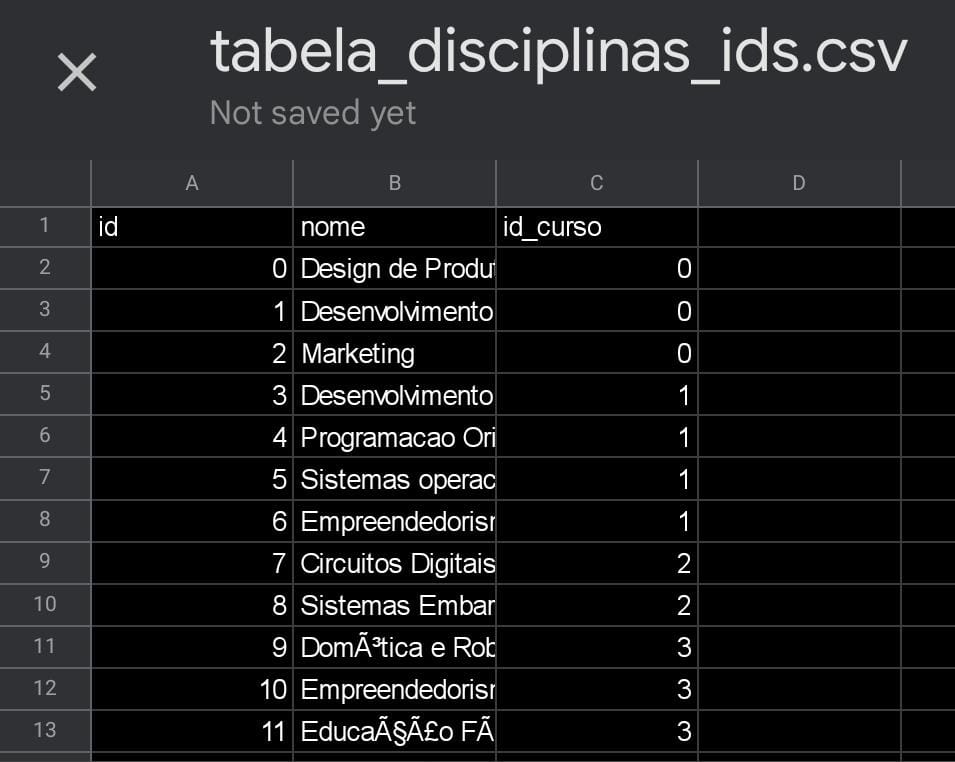 tabela_disciplinas_ids.csv
Not saved yet
A B C D
1 id nome id_curso
2 0 Design de Produ 0
3 1 Desenvolvimento 0
4 2 Marketing 0
5 3 Desenvolvimento 1
6 4 Programacao Ori 1
7 5 Sistemas operac 1
8 6 Empreendedoris 1
9 7 Circuitos Digitais 2
10 8 Sistemas Embar 2
11 9 DomÃ³tica e Rob 3
12 10 Empreendedoris 3
13 11 EducaÃ§Ã£o FÃ 3